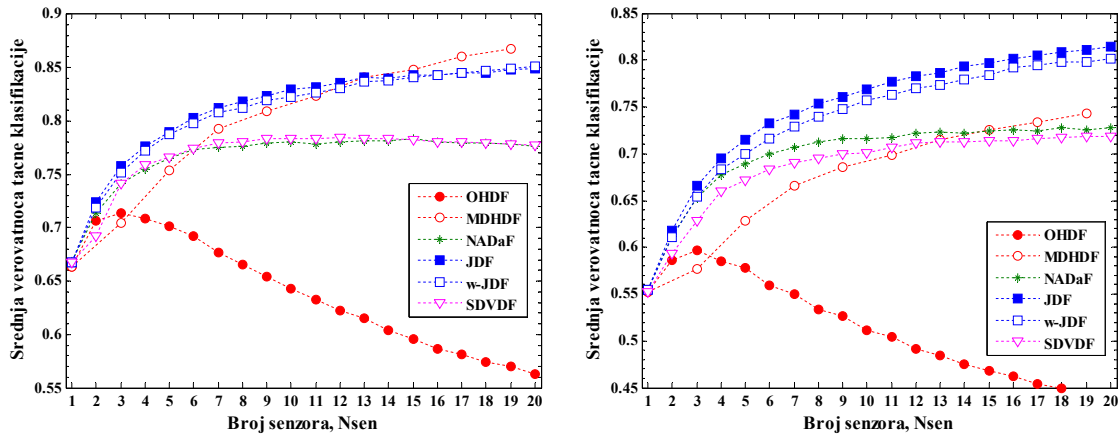 Srednja verovatnoca tacne klasifikacije
0.9
0.85
0.8
0.75
0.7
0.65
0.6
0.55
OHDF
MDHDF
NADaF
JDF
w-JDF
SDVDF
1 2 3 4 5 6 7 8 9 10 11 12 13 14 15 16 17 18 19 20
Broj senzora, Nsen
Srednja verovatnoca tacne klasifikacije
0.85
0.8
0.75
0.7
0.65
0.6
0.55
0.5
0.45
OHDF
MDHDF
NADaF
JDF
w-JDF
SDVDF
1 2 3 4 5 6 7 8 9 10 11 12 13 14 15 16 17 18 19 20
Broj senzora, Nsen